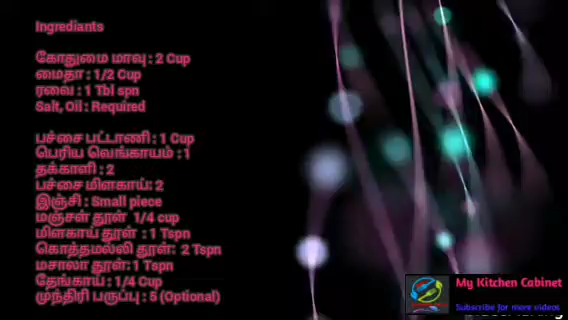 Ingrediants
கோதுமை மாவு : 2 Cup
மைதா : 1/2 Cup
ரவை : 1 Tbl spn
Salt, Oil : Required
பச்சை பட்டாணி : 1 Cup
பெரிய வெங்காயம் : 1
தக்காளி : 2
பச்சை மிளகாய்: 2
இஞ்சி : Small piece
மஞ்சள் தூள் 1/4 cup
மிளகாய் தூள் : 1 Tspn
கொத்தமல்லி தூள்: 2 Tspn
மசாலா தூள்: 1 Tspn
தேங்காய் : 1/4 Cup
முந்திரி பருப்பு : 5 (Optional)
My Kitchen Cabinet
Subscribe for more videos